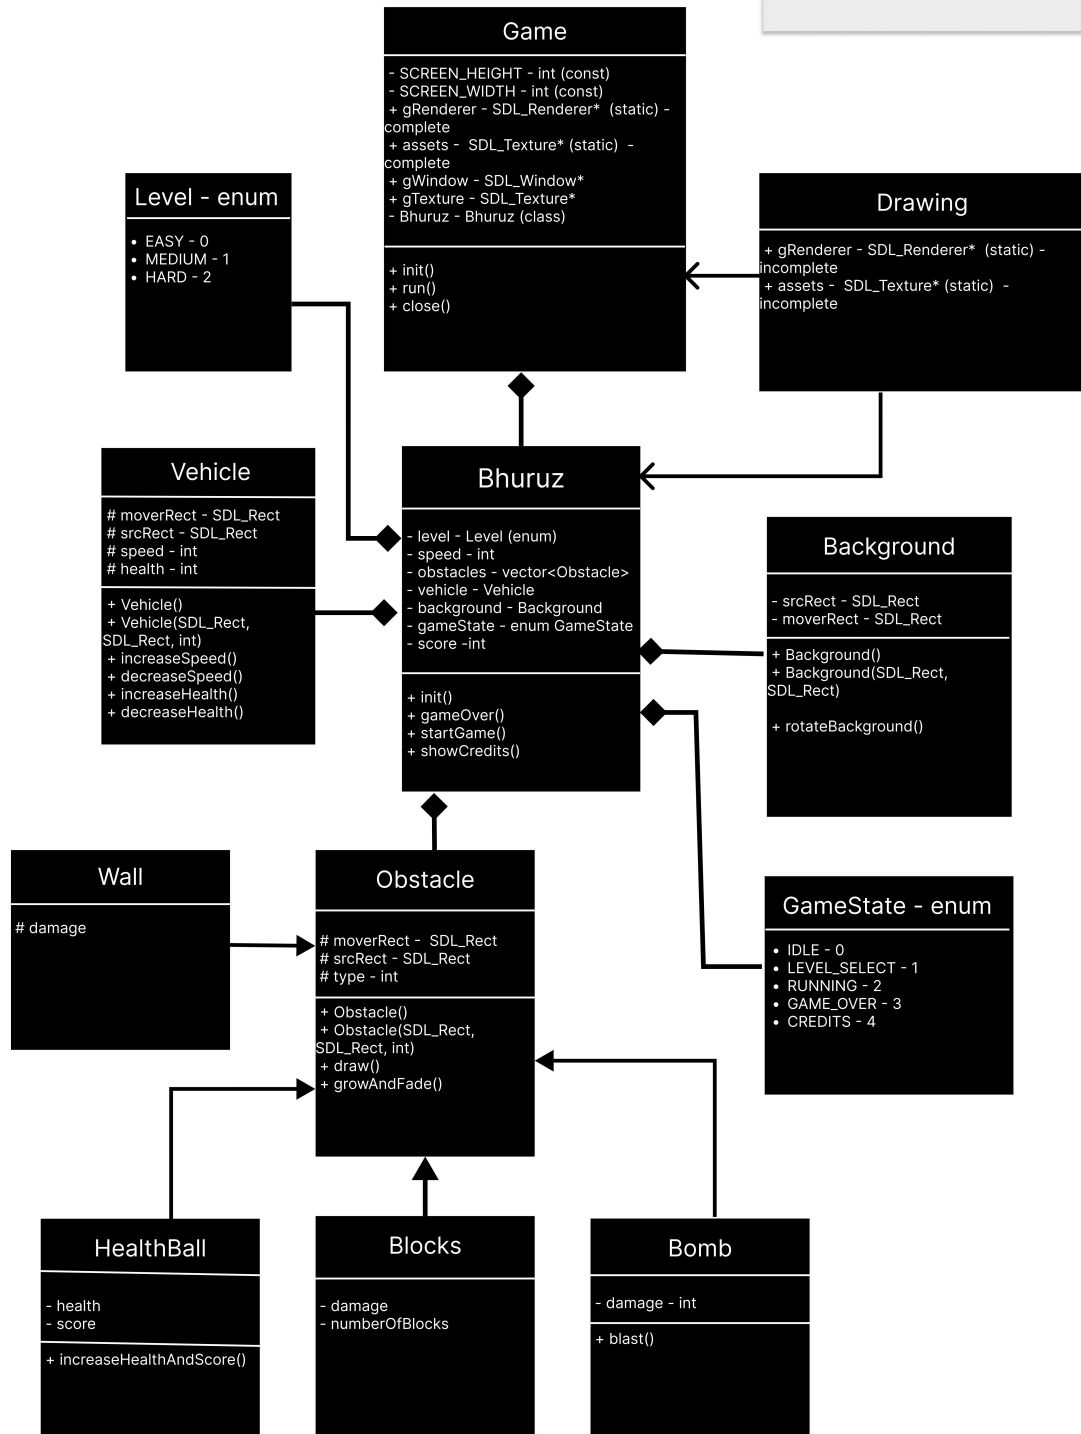 Game
- SCREEN_HEIGHT - int (const)
- SCREEN_WIDTH - int (const)
+ gRenderer - SDL_Renderer*  (static) -
complete
+ assets -  SDL_Texture* (static)  -
complete
+ gWindow - SDL_Window*
+ gTexture - SDL_Texture*
- Bhuruz - Bhuruz (class)
+ init()
+ run()
+ close()
Level - enum
• EASY - 0
• MEDIUM - 1
• HARD - 2
Drawing
+ gRenderer - SDL_Renderer*  (static) -
incomplete
+ assets -  SDL_Texture* (static)  -
incomplete
Vehicle
# moverRect - SDL_Rect
# srcRect - SDL_Rect
# speed - int
# health - int
+ Vehicle()
+ Vehicle(SDL_Rect,
SDL_Rect, int)
+ increaseSpeed()
+ decreaseSpeed()
+ increaseHealth()
+ decreaseHealth()
Bhuruz
- level - Level (enum)
- speed - int
- obstacles - vector<Obstacle>
- vehicle - Vehicle
- background - Background
- gameState - enum GameState
- score -int
+ init()
+ gameOver()
+ startGame()
+ showCredits()
Background
- srcRect - SDL_Rect
- moverRect - SDL_Rect
+ Background()
+ Background(SDL_Rect,
SDL_Rect)
+ rotateBackground()
Wall
# damage
Obstacle
# moverRect -  SDL_Rect
# srcRect - SDL_Rect
# type - int
+ Obstacle()
+ Obstacle(SDL_Rect,
SDL_Rect, int)
+ draw()
+ growAndFade()
GameState - enum
• IDLE - 0
• LEVEL_SELECT - 1
• RUNNING - 2
• GAME_OVER - 3
• CREDITS - 4
HealthBall
- health
- score
+ increaseHealthAndScore()
Blocks
- damage
- numberOfBlocks
Bomb
- damage - int
+ blast()